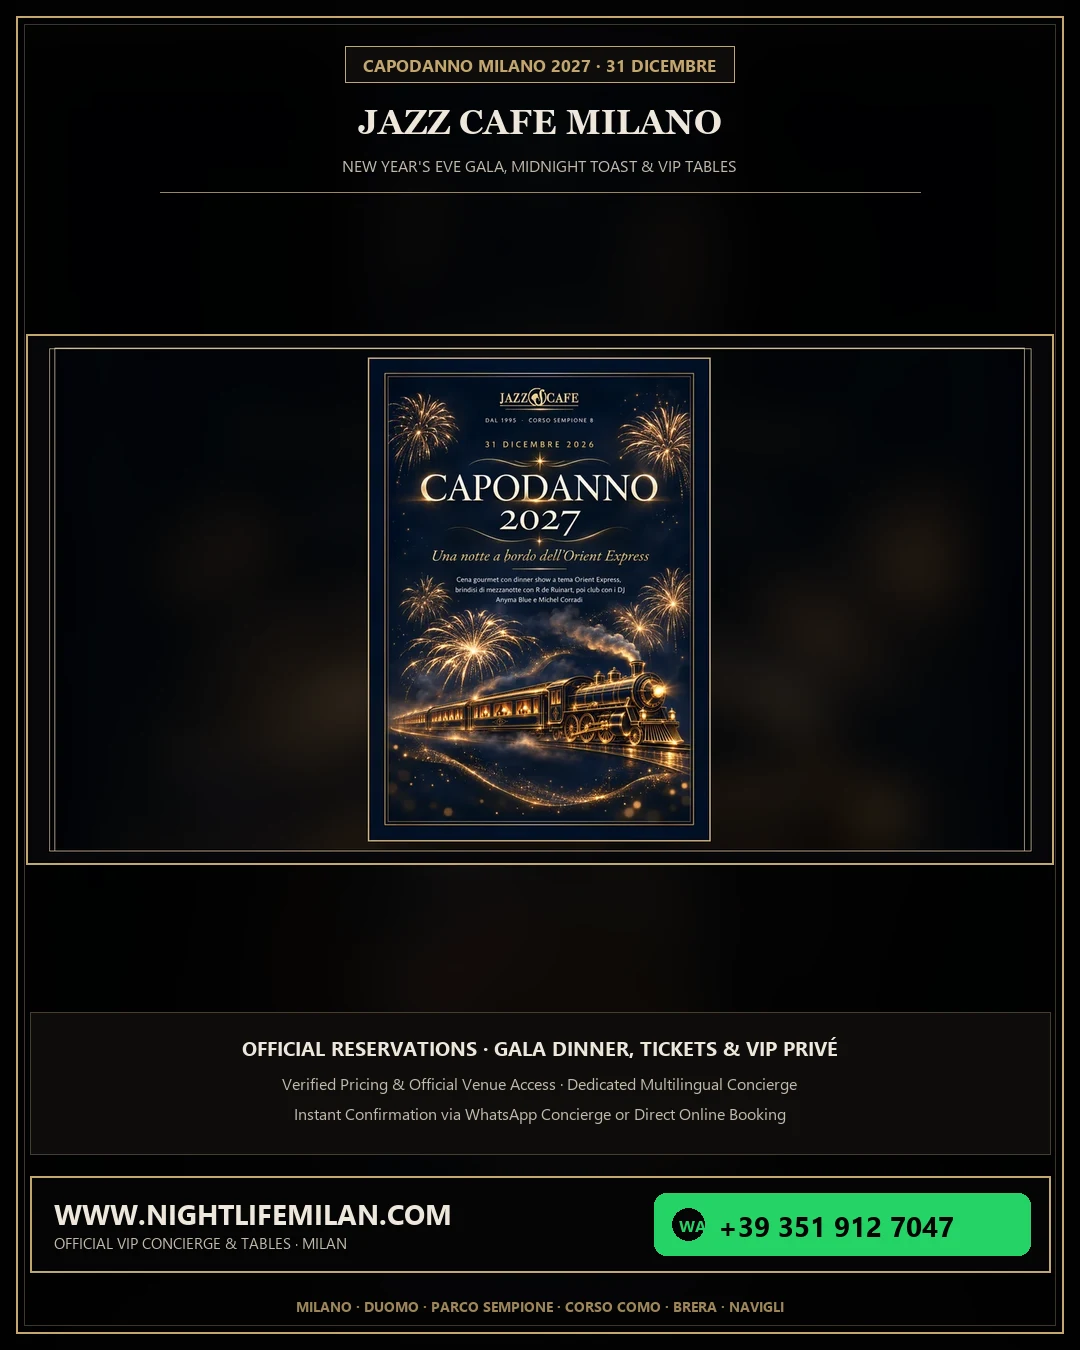 CAPODANNO MILANO 2027 · 31 DICEMBRE
JAZZ CAFE MILANO
NEW YEAR'S EVE GALA, MIDNIGHT TOAST & VIP TABLES
JAZZ CAFE
DAL 1995 · CORSO SEMPIONE 8
31 DICEMBRE 2026
CAPODANNO
2027
Una notte a bordo dell'Orient Express
Cena gourmet con dinner show a tema Orient Express,
brindisi di mezzanotte con R de Ruinart, poi club con i DJ
Anyma Blue e Michel Corradi
OFFICIAL RESERVATIONS · GALA DINNER, TICKETS & VIP PRIVÉ
Verified Pricing & Official Venue Access · Dedicated Multilingual Concierge
Instant Confirmation via WhatsApp Concierge or Direct Online Booking
WWW.NIGHTLIFEMILAN.COM
OFFICIAL VIP CONCIERGE & TABLES · MILAN
WA +39 351 912 7047
MILANO · DUOMO · PARCO SEMPIONE · CORSO COMO · BRERA · NAVIGLI